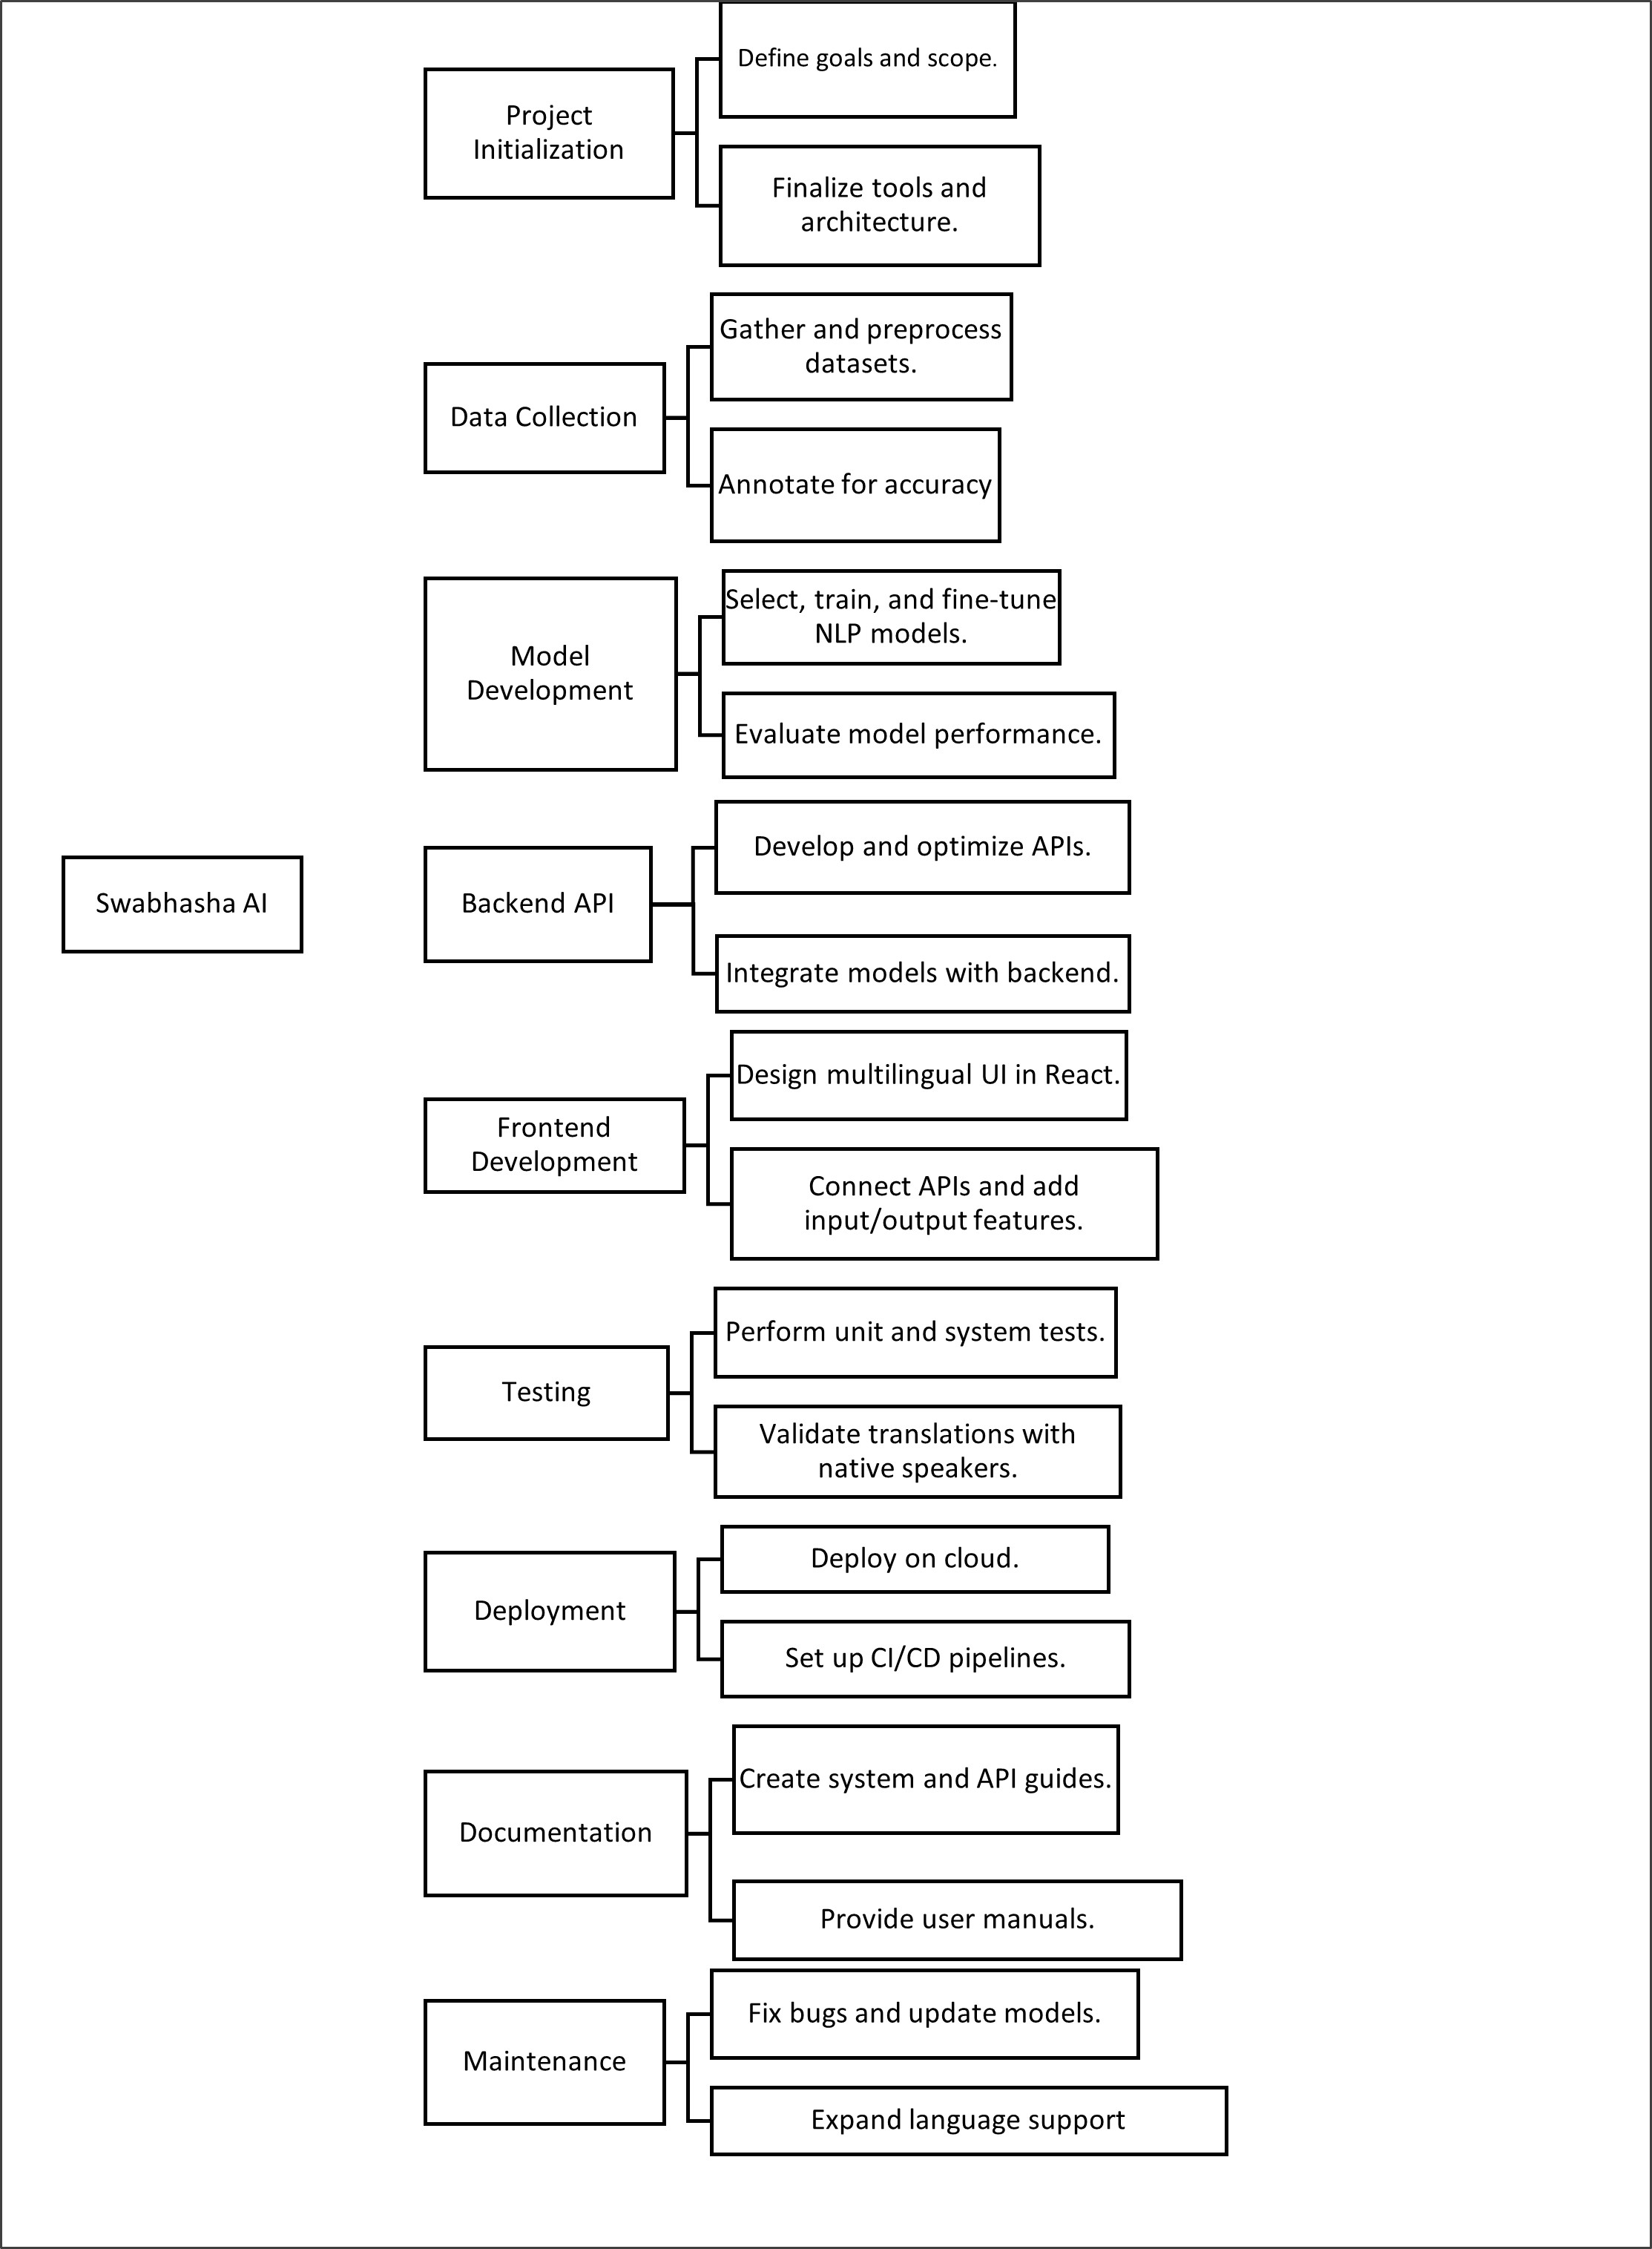 Define goals and scope.
Project
Initialization
Finalize tools and
architecture.
Gather and preprocess
datasets.
Data Collection
Annotate for accuracy
Select, train, and fine-tune
NLP models.
Model
Development
Evaluate model performance.
Develop and optimize APIs.
Swabhasha AI
Backend API
Integrate models with backend.
Design multilingual UI in React.
Frontend
Development
Connect APIs and add
input/output features.
Perform unit and system tests.
Testing
Validate translations with
native speakers.
Deploy on cloud.
Deployment
Set up CI/CD pipelines.
Create system and API guides.
Documentation
Provide user manuals.
Fix bugs and update models.
Maintenance
Expand language support